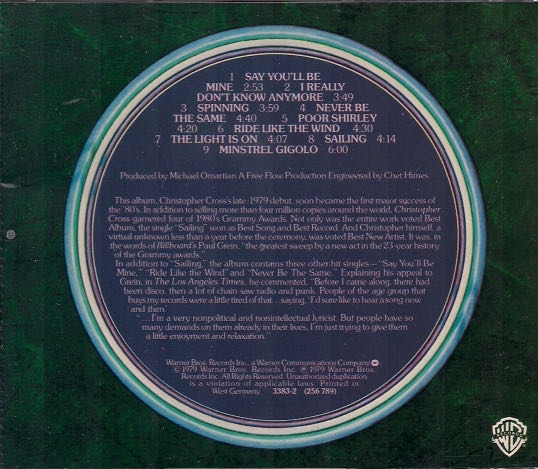 1 SAY YOU'LL BE
MINE 2:53 2 I REALLY
DON'T KNOW ANYMORE 3:49
3 SPINNING 3:59 4 NEVER BE
THE SAME 4:40 5 POOR SHIRLEY
4:20 6 RIDE LIKE THE WIND 4:30
7 THE LIGHT IS ON 4:07 8 SAILING 4:14
9 MINSTREL GIGOLO 6:00
Produced by Michael Omartian A Free Flow Production Engineered by Chet Himes
This album, Christopher Cross's late-1979 debut, soon became the first major success of
the '80's. In addition to selling more than four million copies around the world, Christopher
Cross garnered four of 1980's Grammy Awards. Not only was the entire work voted Best
Album, the single "Sailing" won as Best Song and Best Record. And Christopher himself, a
virtual unknown less than a year before the ceremony, was voted Best New Artist. It was, in
the words of Billboard's Paul Grein, "the greatest sweep by a new act in the 23-year history
of the Grammy awards."
In addition to "Sailing," the album contains three other hit singles—"Say You'll Be
Mine," "Ride Like the Wind" and "Never Be The Same." Explaining his appeal to
Grein, in The Los Angeles Times, he commented, "Before I came along, there had
been disco, then a lot of chain-saw radio and punk. People of the age group that
buys my records were a little tired of that... saying, 'I'd sure like to hear a song now
and then.'
"... I'm a very nonpolitical and nonintellectual lyricist. But people have so
many demands on them already in their lives, I'm just trying to give them
a little enjoyment and relaxation."
Warner Bros. Records Inc., a Warner Communications Company
© 1979 Warner Bros. Records Inc. ℗ 1979 Warner Bros.
Records Inc. All Rights Reserved. Unauthorized duplication
is a violation of applicable laws. Printed in
West Germany. 3383-2 (256 789)
WB
RECORDS